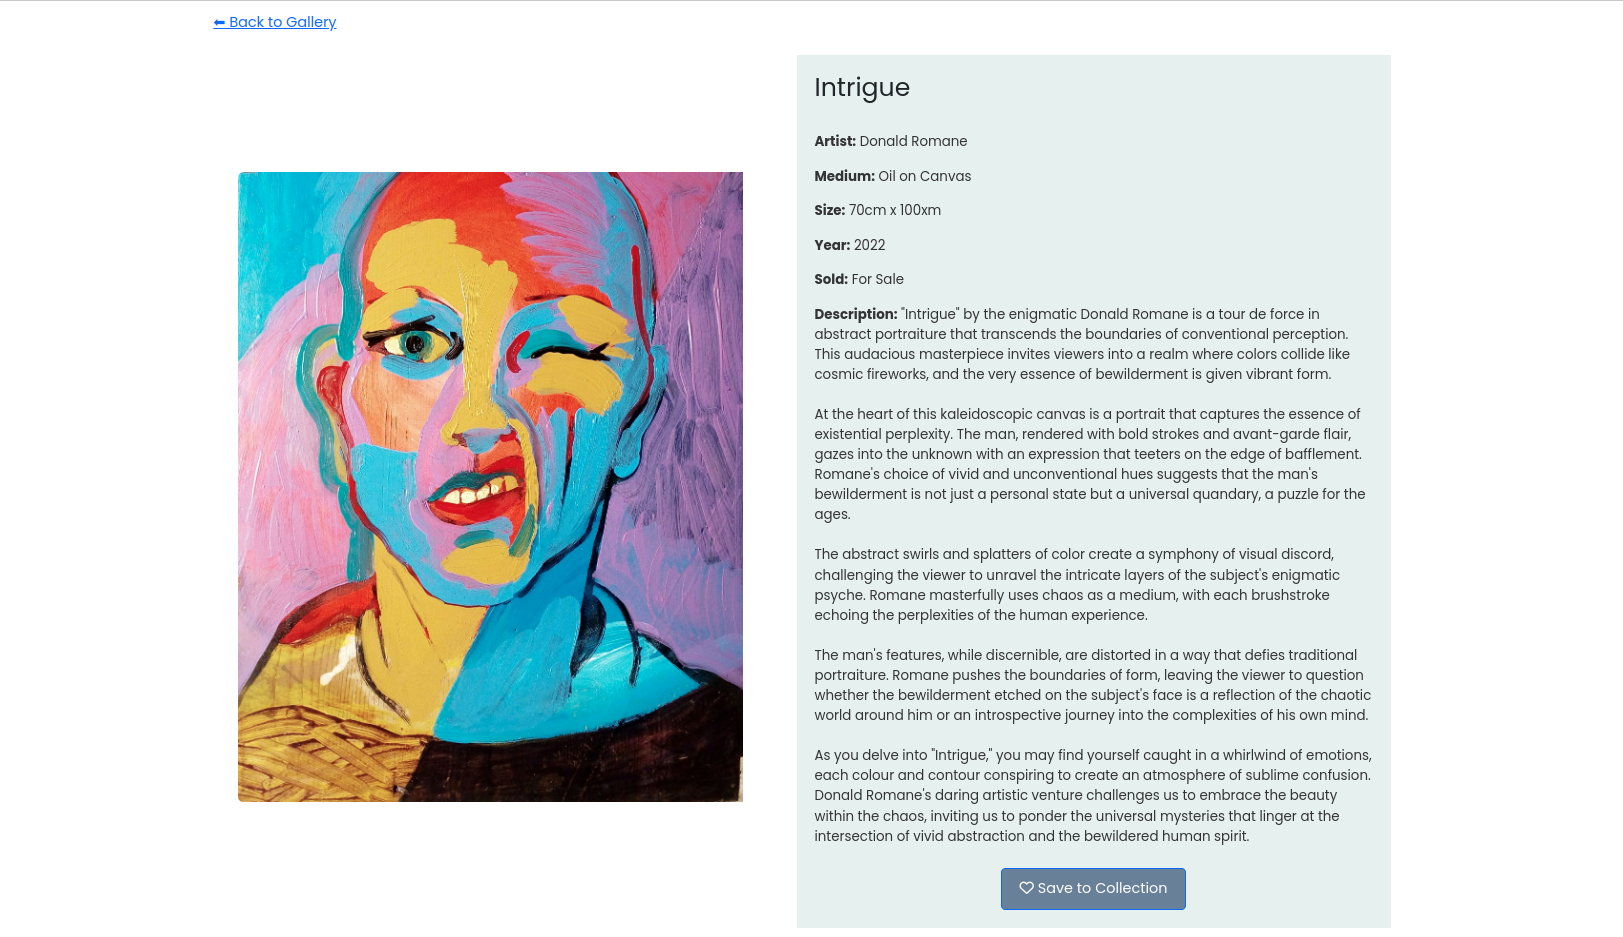 ⬅ Back to Gallery
Intrigue
Artist: Donald Romane
Medium: Oil on Canvas
Size: 70cm x 100xm
Year: 2022
Sold: For Sale
Description: "Intrigue" by the enigmatic Donald Romane is a tour de force in
abstract portraiture that transcends the boundaries of conventional perception.
This audacious masterpiece invites viewers into a realm where colors collide like
cosmic fireworks, and the very essence of bewilderment is given vibrant form.
At the heart of this kaleidoscopic canvas is a portrait that captures the essence of
existential perplexity. The man, rendered with bold strokes and avant-garde flair,
gazes into the unknown with an expression that teeters on the edge of bafflement.
Romane's choice of vivid and unconventional hues suggests that the man's
bewilderment is not just a personal state but a universal quandary, a puzzle for the
ages.
The abstract swirls and splatters of color create a symphony of visual discord,
challenging the viewer to unravel the intricate layers of the subject's enigmatic
psyche. Romane masterfully uses chaos as a medium, with each brushstroke
echoing the perplexities of the human experience.
The man's features, while discernible, are distorted in a way that defies traditional
portraiture. Romane pushes the boundaries of form, leaving the viewer to question
whether the bewilderment etched on the subject's face is a reflection of the chaotic
world around him or an introspective journey into the complexities of his own mind.
As you delve into "Intrigue," you may find yourself caught in a whirlwind of emotions,
each colour and contour conspiring to create an atmosphere of sublime confusion.
Donald Romane's daring artistic venture challenges us to embrace the beauty
within the chaos, inviting us to ponder the universal mysteries that linger at the
intersection of vivid abstraction and the bewildered human spirit.
♡ Save to Collection